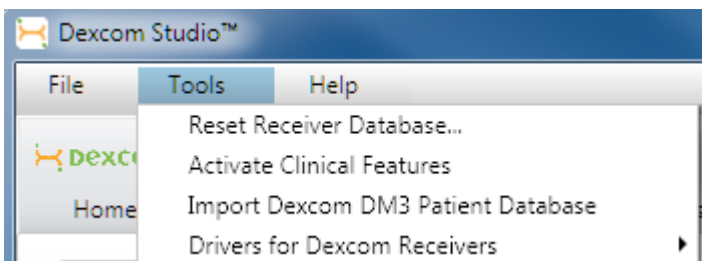 Dexcom Studio™
File Tools Help
Reset Receiver Database...
Activate Clinical Features
Home Import Dexcom DM3 Patient Database
Drivers for Dexcom Receivers